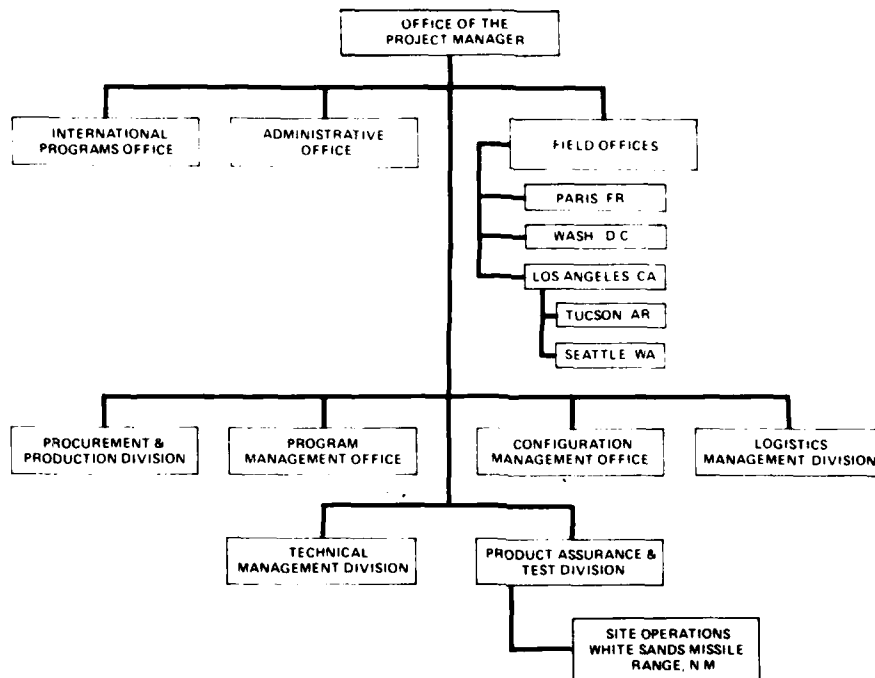 OFFICE OF THE
PROJECT MANAGER
INTERNATIONAL
PROGRAMS OFFICE
ADMINISTRATIVE
OFFICE
FIELD OFFICES
PARIS FR
WASH D C
LOS ANGELES CA
TUCSON AR
SEATTLE WA
PROCUREMENT &
PRODUCTION DIVISION
PROGRAM
MANAGEMENT OFFICE
CONFIGURATION
MANAGEMENT OFFICE
LOGISTICS
MANAGEMENT DIVISION
TECHNICAL
MANAGEMENT DIVISION
PRODUCT ASSURANCE &
TEST DIVISION
SITE OPERATIONS
WHITE SANDS MISSILE
RANGE, N M